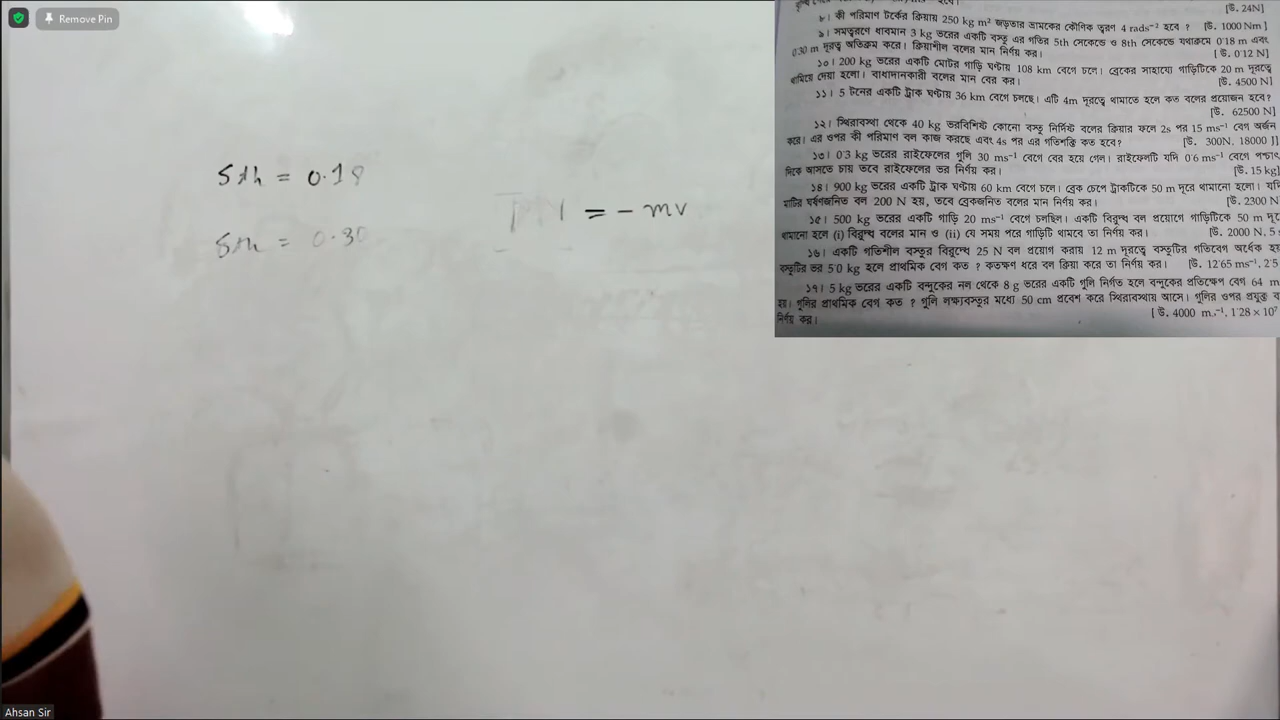 Remove Pin
5th = 0.18
8th = 0.30
= - mv
[উ. 24N]
৮। কী পরিমাণ টর্কের ক্রিয়ায় 250 kg m² জড়তার ভ্রামকের কৌণিক ত্বরণ 4 rads⁻² হবে ? [উ. 1000 Nm]
৯। সমত্বরণে ধাবমান 3 kg ভরের একটি বস্তু এর গতির 5th সেকেন্ডে ও 8th সেকেন্ডে যথাক্রমে 0·18 m এবং
0·30 m দূরত্ব অতিক্রম করে। ক্রিয়াশীল বলের মান নির্ণয় কর। [উ. 0·12 N]
১০। 200 kg ভরের একটি মোটর গাড়ি ঘণ্টায় 108 km বেগে চলে। ব্রেকের সাহায্যে গাড়িটিকে 20 m দূরত্বে
থামিয়ে দেয়া হলো। বাধাদানকারী বলের মান বের কর। [উ. 4500 N]
১১। 5 টনের একটি ট্রাক ঘণ্টায় 36 km বেগে চলছে। এটি 4m দূরত্বে থামাতে হলে কত বলের প্রয়োজন হবে?
[উ. 62500 N]
১২। স্থিরাবস্থা থেকে 40 kg ভরবিশিষ্ট কোনো বস্তু নির্দিষ্ট বলের ক্রিয়ার ফলে 2s পর 15 ms⁻¹ বেগ অর্জন
করে। এর ওপর কী পরিমাণ বল কাজ করছে এবং 4s পর এর গতিশক্তি কত হবে? [উ. 300N, 18000 J]
১৩। 0·3 kg ভরের রাইফেলের গুলি 30 ms⁻¹ বেগে বের হয়ে গেল। রাইফেলটি যদি 0·6 ms⁻¹ বেগে পশ্চাৎ
দিকে আসতে চায় তবে রাইফেলের ভর নির্ণয় কর। [উ. 15 kg]
১৪। 900 kg ভরের একটি ট্রাক ঘণ্টায় 60 km বেগে চলে। ব্রেক চেপে ট্রাকটিকে 50 m দূরে থামানো হলো। যদি
মাটির ঘর্ষণজনিত বল 200 N হয়, তবে ব্রেকজনিত বলের মান নির্ণয় কর। [উ. 2300 N
১৫। 500 kg ভরের একটি গাড়ি 20 ms⁻¹ বেগে চলছিল। একটি বিরুদ্ধ বল প্রয়োগে গাড়িটিকে 50 m দূ
থামানো হলে (i) বিরুদ্ধ বলের মান ও (ii) যে সময় পরে গাড়িটি থামবে তা নির্ণয় কর। [উ. 2000 N, 5
১৬। একটি গতিশীল বস্তুর বিরুদ্ধে 25 N বল প্রয়োগ করায় 12 m দূরত্বে বস্তুটির গতিবেগ অর্ধেক হ
বস্তুটির ভর 5·0 kg হলে প্রাথমিক বেগ কত ? কতক্ষণ ধরে বল ক্রিয়া করে তা নির্ণয় কর। [উ. 12·65 ms⁻¹, 2·5
১৭। 5 kg ভরের একটি বন্দুকের নল থেকে 8 g ভরের একটি গুলি নির্গত হলে বন্দুকের প্রতিক্ষেপ বেগ 64 m
হয়। গুলির প্রাথমিক বেগ কত ? গুলি লক্ষ্যবস্তুর মধ্যে 50 cm প্রবেশ করে স্থিরাবস্থায় আসে। গুলির ওপর প্রযুক্ত
নির্ণয় কর। [উ. 4000 m.⁻¹, 1·28 × 10⁷
Ahsan Sir